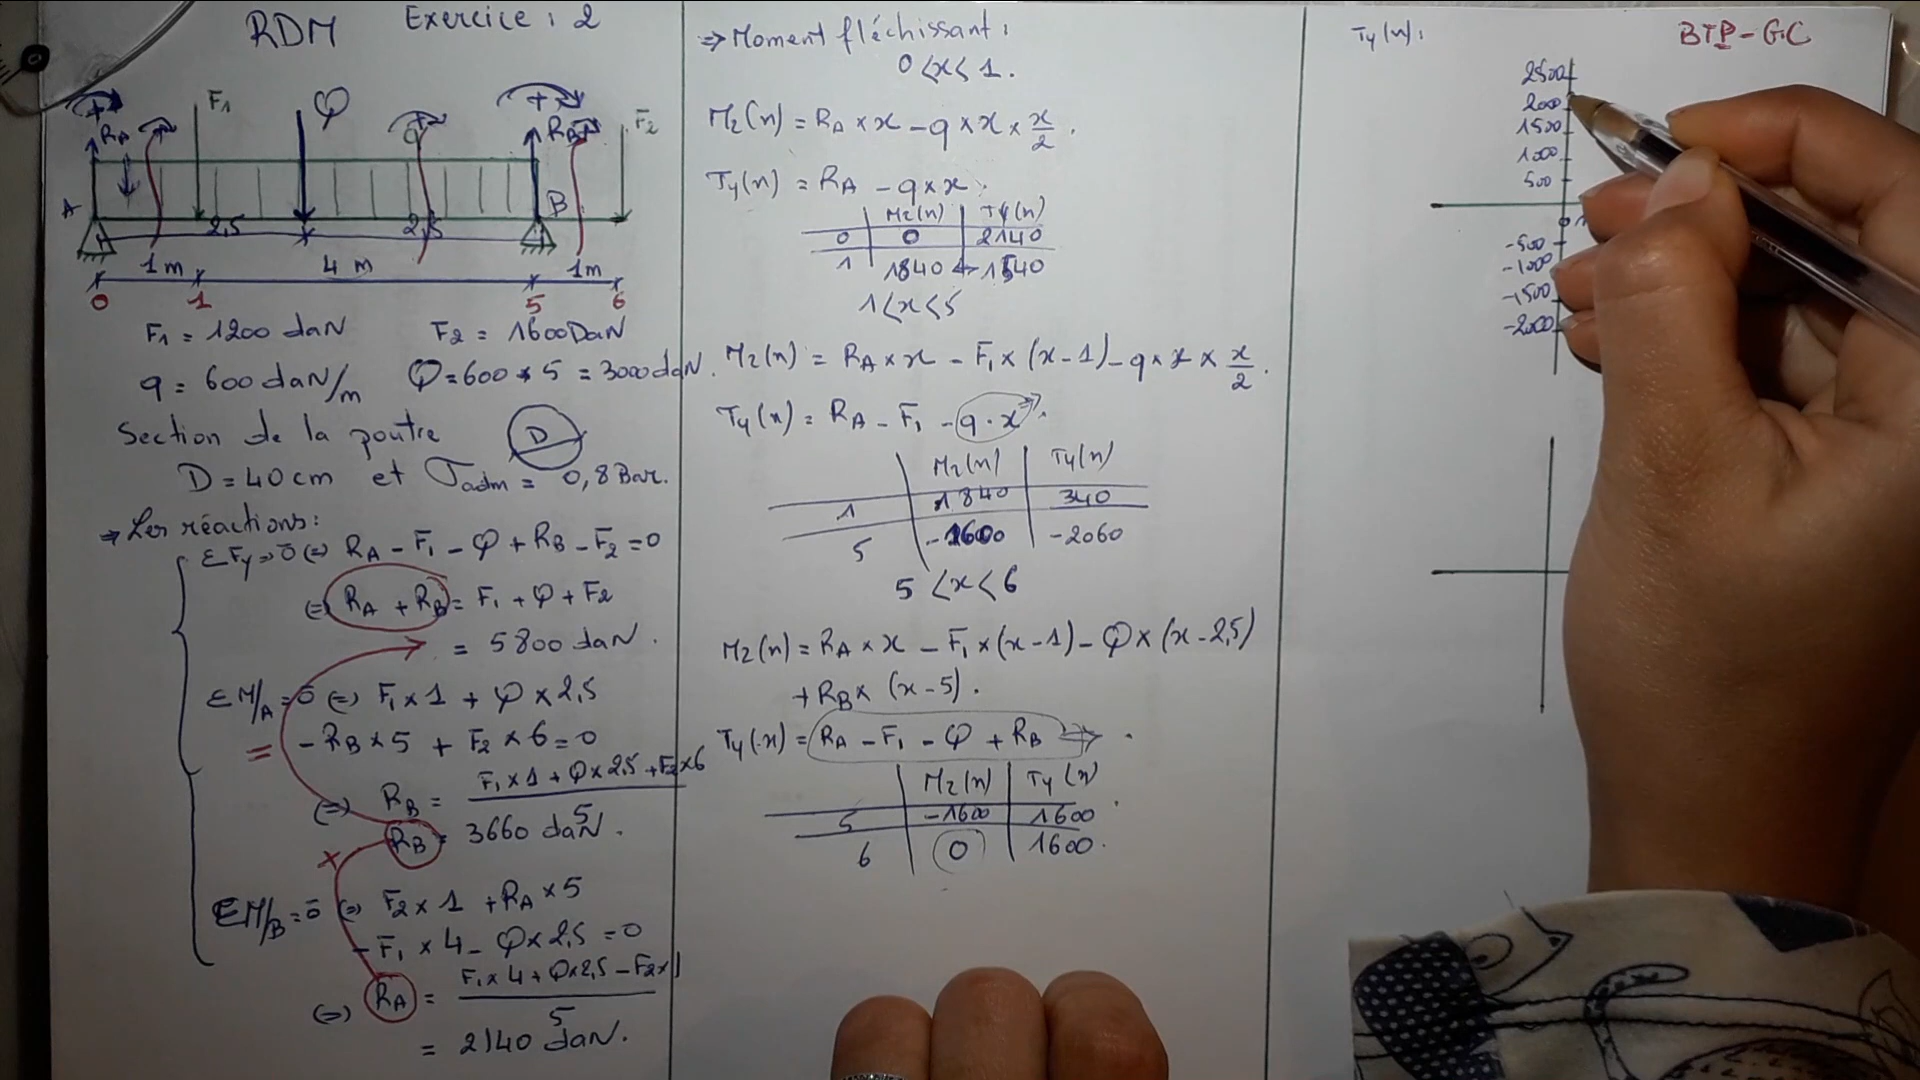 RDM Exercice : 2
F1 φ q RB F2
RA
A B
2,5 2,5
1m 4 m 1m
0 1 5 6
F1 = 1200 daN F2 = 1600 DaN
q = 600 daN/m φ = 600 * 5 = 3000 daN.
Section de la poutre D
D = 40 cm et σadm = 0,8 Bar.
⇒ Les réactions :
ΣFy = 0 (=) RA - F1 - φ + RB - F2 = 0
(=) RA + RB = F1 + φ + F2
= 5800 daN.
ΣM/A = 0 (=) F1 × 1 + φ × 2,5
- RB × 5 + F2 × 6 = 0
(=) RB = F1 × 1 + φ × 2,5 + F2 × 6 / 5
RB = 3660 daN.
ΣM/B = 0 (=) F2 × 1 + RA × 5
- F1 × 4 - φ × 2,5 = 0
(=) RA = F1 × 4 + φ × 2,5 - F2 × 1 / 5
= 2140 daN.
⇒ Moment fléchissant :
0 < x < 1.
Mz(x) = RA × x - q × x × x/2.
Ty(x) = RA - q × x.
Mz(x) Ty(x)
0 0 2140
1 1840 1540
1 < x < 5
Mz(x) = RA × x - F1 × (x - 1) - q × x × x/2.
Ty(x) = RA - F1 - q . x.
Mz(x) Ty(x)
1 1840 340
5 -1600 -2060
5 < x < 6
Mz(x) = RA × x - F1 × (x - 1) - φ × (x - 2,5)
+ RB × (x - 5).
Ty(x) = RA - F1 - φ + RB.
Mz(x) Ty(x)
5 -1600 1600
6 0 1600.
Ty(x) : BTP-GC
2500
2000
1500
1000
500
0
-500
-1000
-1500
-2000